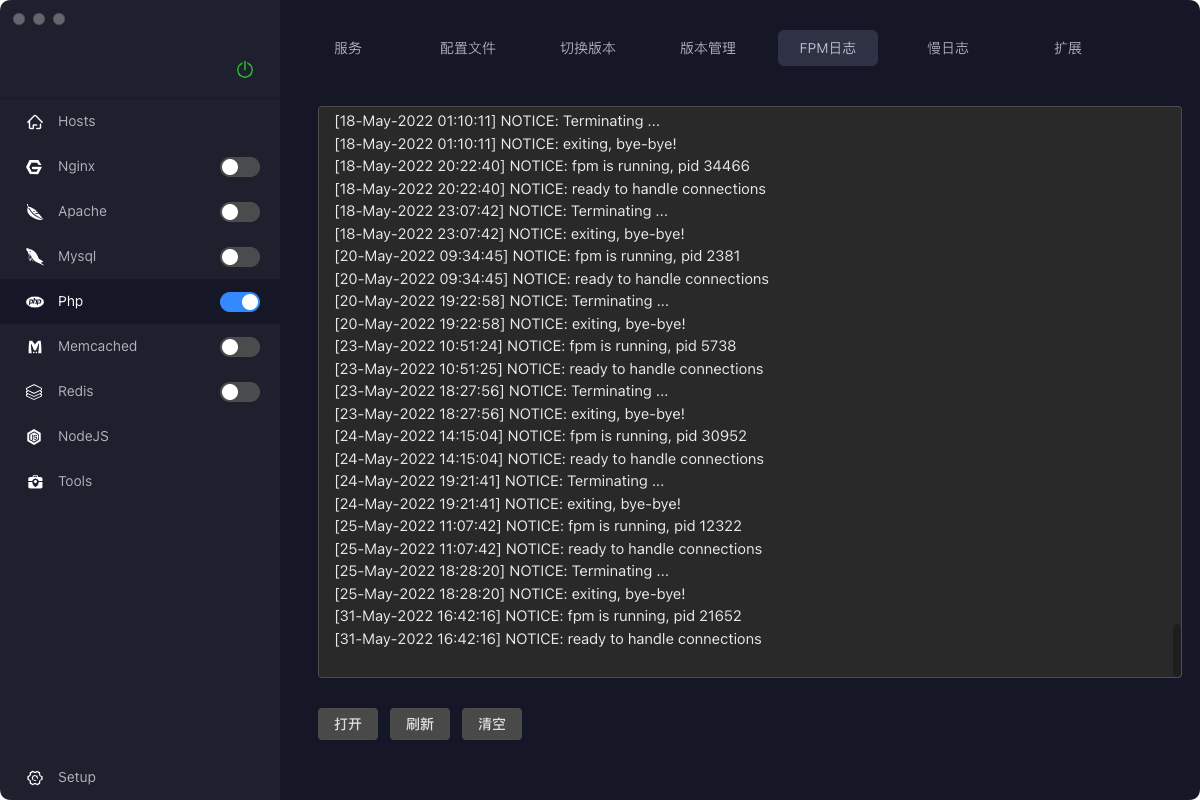 服务 配置文件 切换版本 版本管理 FPM日志 慢日志 扩展
Hosts
Nginx
Apache
Mysql
php Php
Memcached
Redis
NodeJS
Tools
Setup
[18-May-2022 01:10:11] NOTICE: Terminating ...
[18-May-2022 01:10:11] NOTICE: exiting, bye-bye!
[18-May-2022 20:22:40] NOTICE: fpm is running, pid 34466
[18-May-2022 20:22:40] NOTICE: ready to handle connections
[18-May-2022 23:07:42] NOTICE: Terminating ...
[18-May-2022 23:07:42] NOTICE: exiting, bye-bye!
[20-May-2022 09:34:45] NOTICE: fpm is running, pid 2381
[20-May-2022 09:34:45] NOTICE: ready to handle connections
[20-May-2022 19:22:58] NOTICE: Terminating ...
[20-May-2022 19:22:58] NOTICE: exiting, bye-bye!
[23-May-2022 10:51:24] NOTICE: fpm is running, pid 5738
[23-May-2022 10:51:25] NOTICE: ready to handle connections
[23-May-2022 18:27:56] NOTICE: Terminating ...
[23-May-2022 18:27:56] NOTICE: exiting, bye-bye!
[24-May-2022 14:15:04] NOTICE: fpm is running, pid 30952
[24-May-2022 14:15:04] NOTICE: ready to handle connections
[24-May-2022 19:21:41] NOTICE: Terminating ...
[24-May-2022 19:21:41] NOTICE: exiting, bye-bye!
[25-May-2022 11:07:42] NOTICE: fpm is running, pid 12322
[25-May-2022 11:07:42] NOTICE: ready to handle connections
[25-May-2022 18:28:20] NOTICE: Terminating ...
[25-May-2022 18:28:20] NOTICE: exiting, bye-bye!
[31-May-2022 16:42:16] NOTICE: fpm is running, pid 21652
[31-May-2022 16:42:16] NOTICE: ready to handle connections
打开 刷新 清空